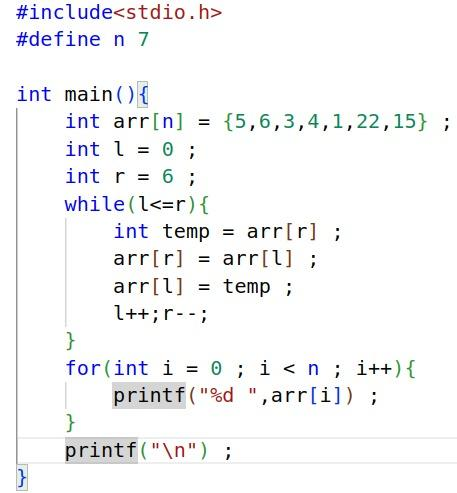 #include<stdio.h>
#define n 7

int main(){
    int arr[n] = {5,6,3,4,1,22,15} ;
    int l = 0 ;
    int r = 6 ;
    while(l<=r){
        int temp = arr[r] ;
        arr[r] = arr[l] ;
        arr[l] = temp ;
        l++;r--;
    }
    for(int i = 0 ; i < n ; i++){
        printf("%d ",arr[i]) ;
    }
    printf("\n") ;
}